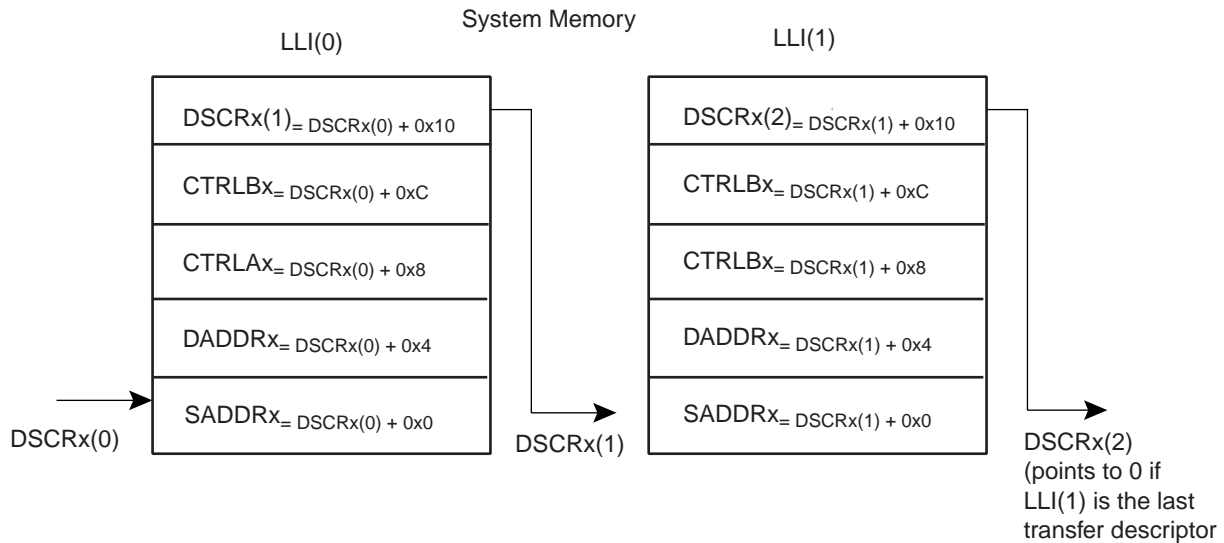 System Memory
LLI(0)
LLI(1)
DSCRx(1)= DSCRx(0) + 0x10
CTRLBx= DSCRx(0) + 0xC
CTRLAx= DSCRx(0) + 0x8
DADDRx= DSCRx(0) + 0x4
SADDRx= DSCRx(0) + 0x0
DSCRx(0)
DSCRx(1)
DSCRx(2)= DSCRx(1) + 0x10
CTRLBx= DSCRx(1) + 0xC
CTRLBx= DSCRx(1) + 0x8
DADDRx= DSCRx(1) + 0x4
SADDRx= DSCRx(1) + 0x0
DSCRx(2)
(points to 0 if
LLI(1) is the last
transfer descriptor